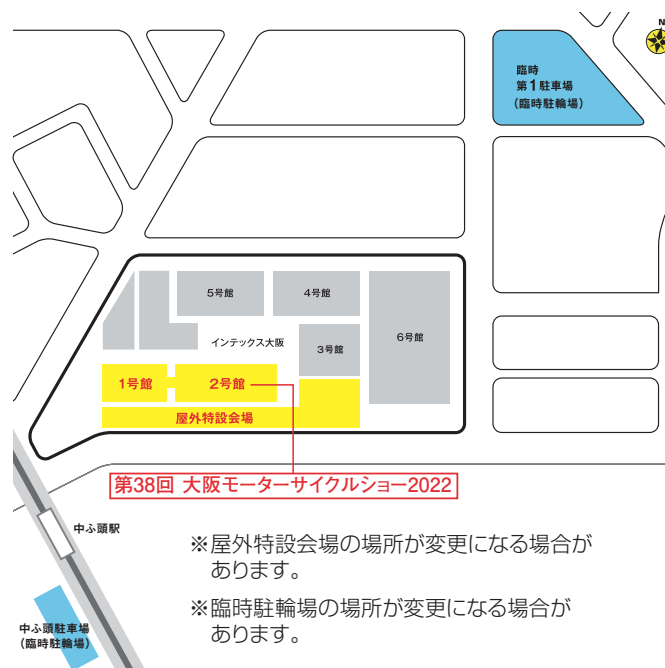 N
臨時
第1駐車場
(臨時駐輪場)
5号館
4号館
6号館
インテックス大阪
3号館
1号館
2号館
屋外特設会場
第38回 大阪モーターサイクルショー2022
中ふ頭駅
※屋外特設会場の場所が変更になる場合が
あります。
※臨時駐輪場の場所が変更になる場合が
あります。
中ふ頭駐車場
(臨時駐輪場)